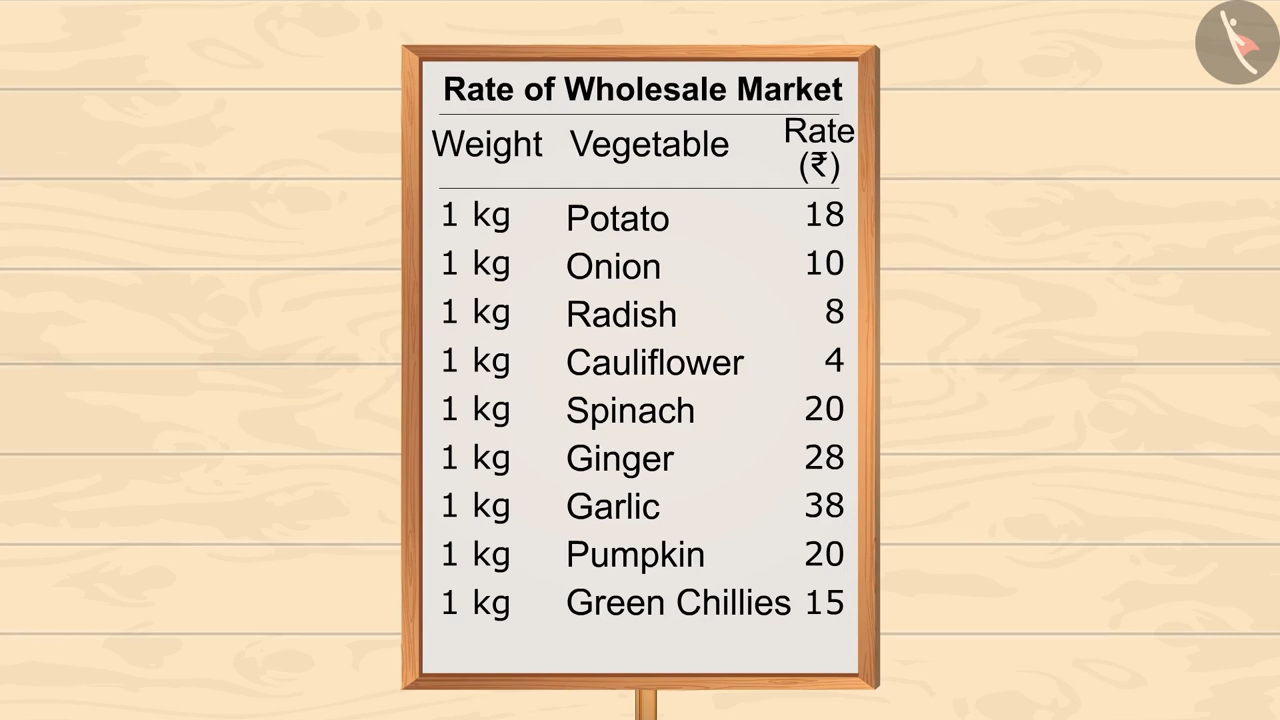 Rate of Wholesale Market
Weight Vegetable Rate (₹)
1 kg Potato 18
1 kg Onion 10
1 kg Radish 8
1 kg Cauliflower 4
1 kg Spinach 20
1 kg Ginger 28
1 kg Garlic 38
1 kg Pumpkin 20
1 kg Green Chillies 15